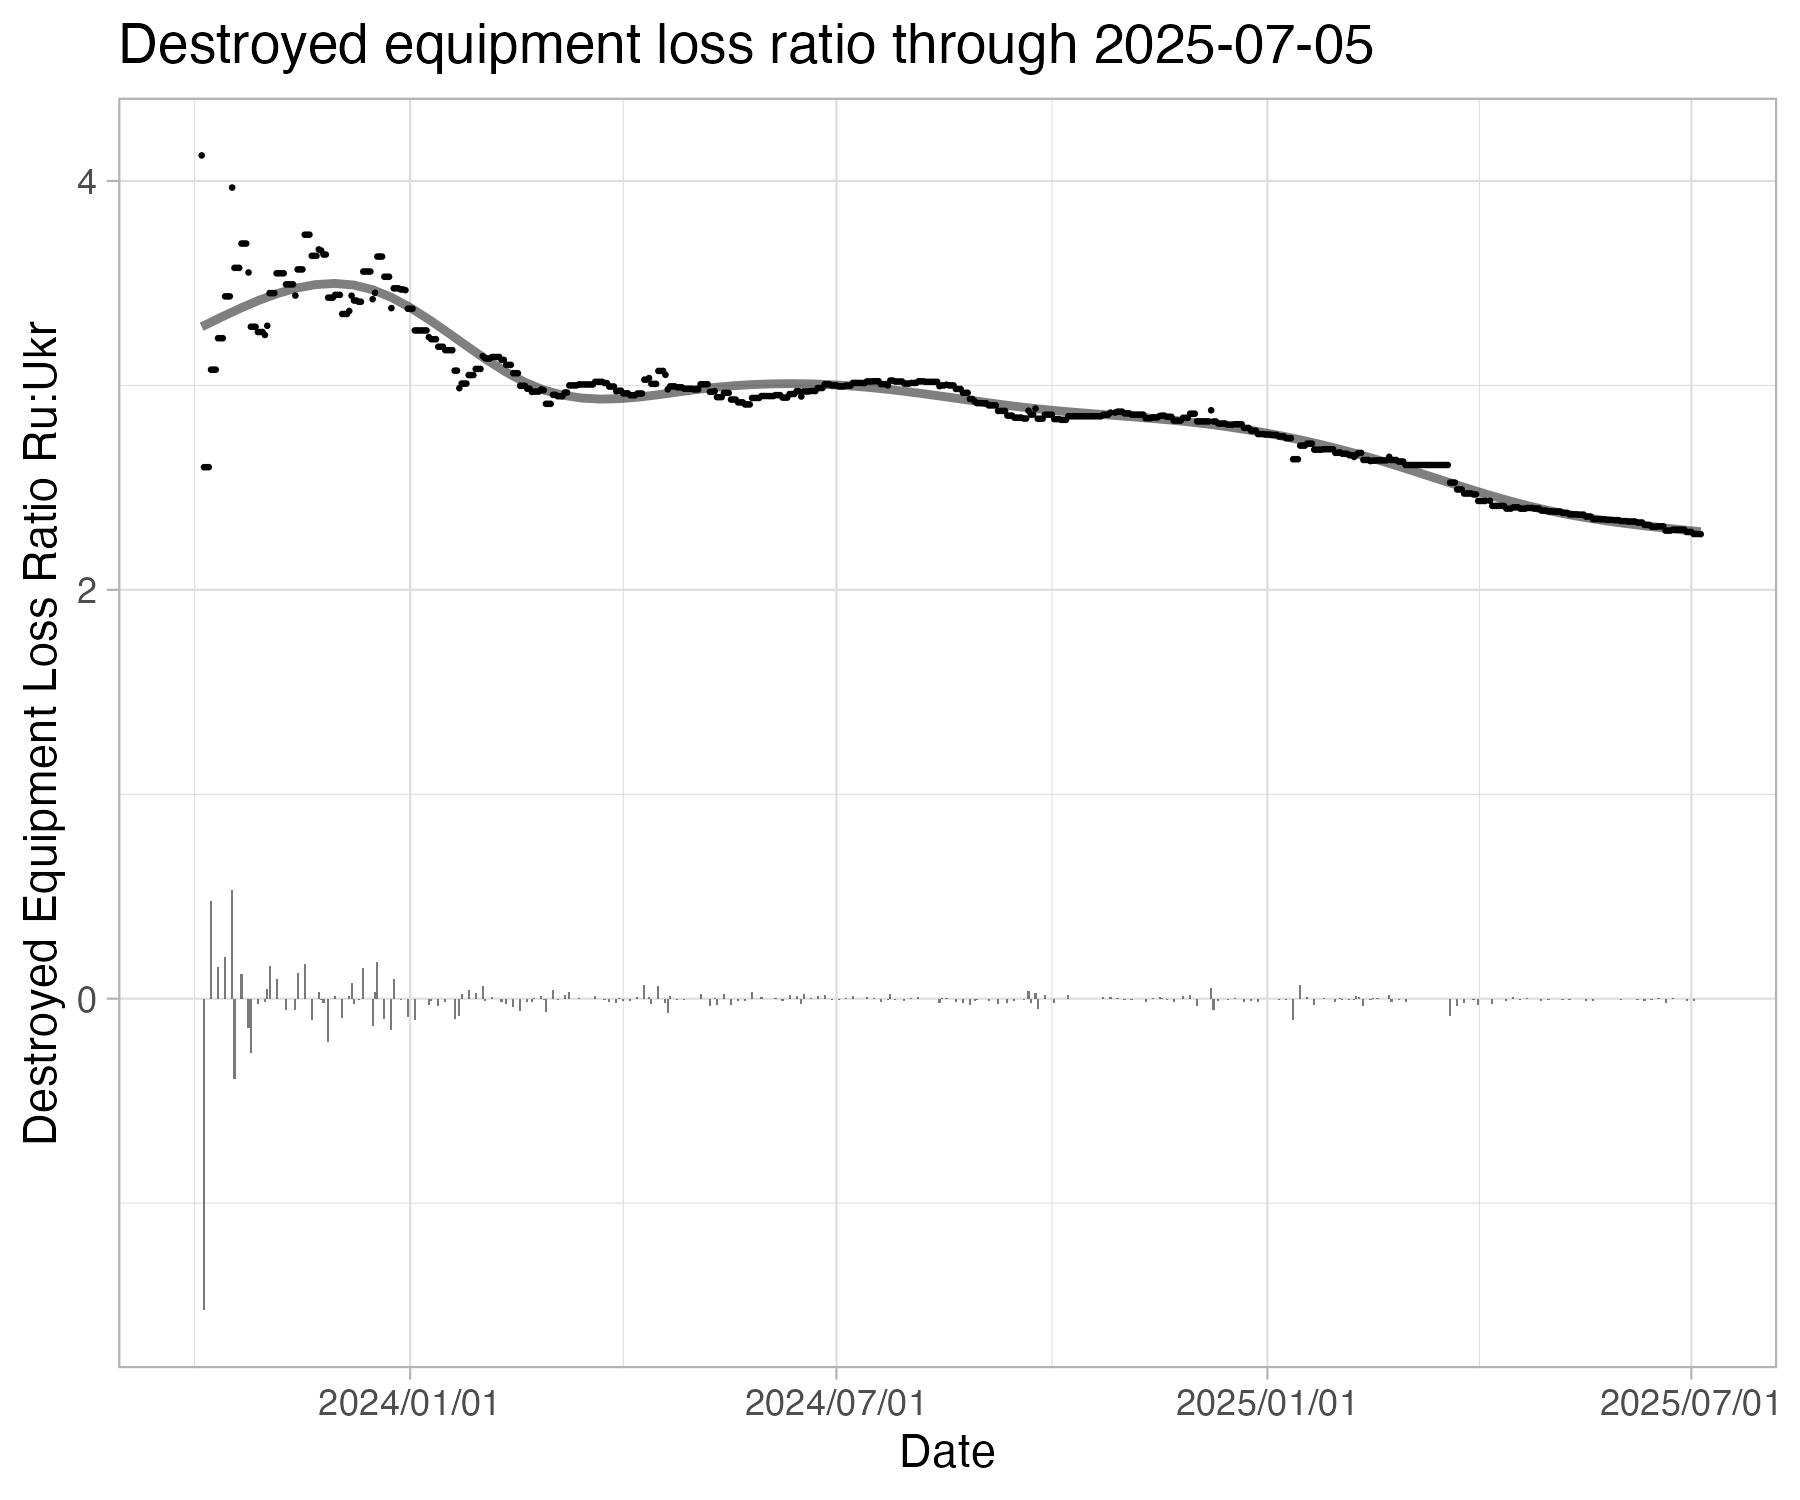 Destroyed equipment loss ratio through 2025-07-05
Destroyed Equipment Loss Ratio Ru:Ukr
4
2
0
2024/01/01
2024/07/01
2025/01/01
2025/07/01
Date